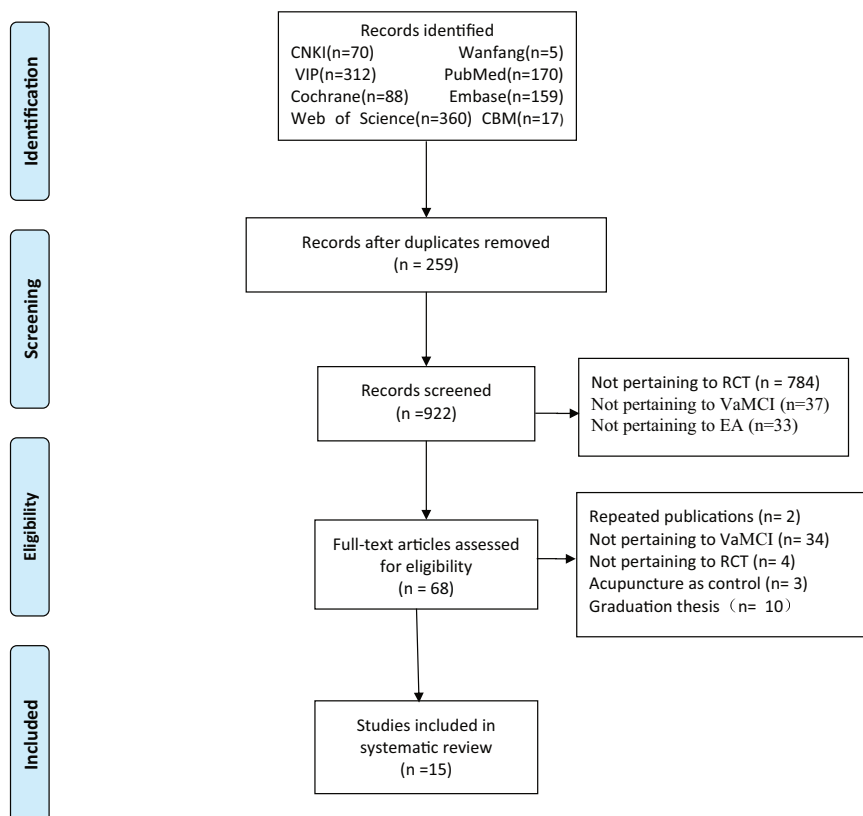 Identification
Records identified
CNKI(n=70) Wanfang(n=5)
VIP(n=312) PubMed(n=170)
Cochrane(n=88) Embase(n=159)
Web of Science(n=360) CBM(n=17)
Screening
Records after duplicates removed
(n = 259)
Records screened
(n =922)
Not pertaining to RCT (n = 784)
Not pertaining to VaMCI (n=37)
Not pertaining to EA (n=33)
Eligibility
Full-text articles assessed
for eligibility
(n = 68)
Repeated publications (n= 2)
Not pertaining to VaMCI (n= 34)
Not pertaining to RCT (n= 4)
Acupuncture as control (n= 3)
Graduation thesis（n= 10）
Included
Studies included in
systematic review
(n =15)